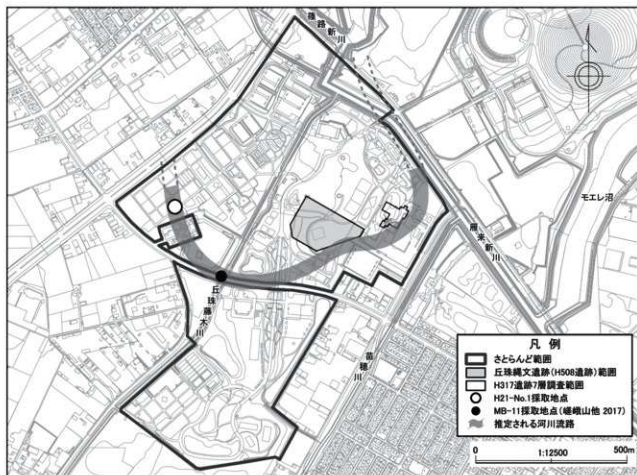 篠路新川
モエレ沼
雁来新川
丘珠藤木川
苗穂川
凡 例
さとらんど範囲
丘珠縄文遺跡(H508遺跡)範囲
H317遺跡7層調査範囲
H21-No.1採取地点
MB-11採取地点(嵯峨山他 2017)
推定される河川流路
0 1:12500 500m